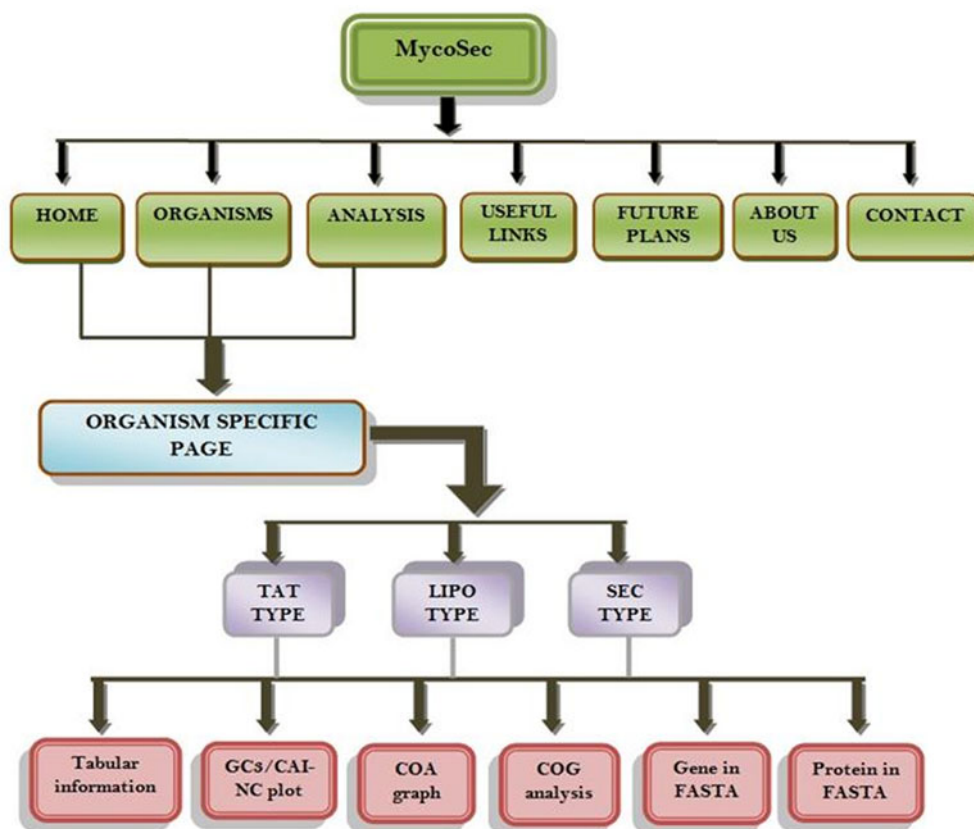 MycoSec
HOME
ORGANISMS
ANALYSIS
USEFUL
LINKS
FUTURE
PLANS
ABOUT
US
CONTACT
ORGANISM SPECIFIC
PAGE
TAT
TYPE
LIPO
TYPE
SEC
TYPE
Tabular
information
GC3/CAI-
NC plot
COA
graph
COG
analysis
Gene in
FASTA
Protein in
FASTA